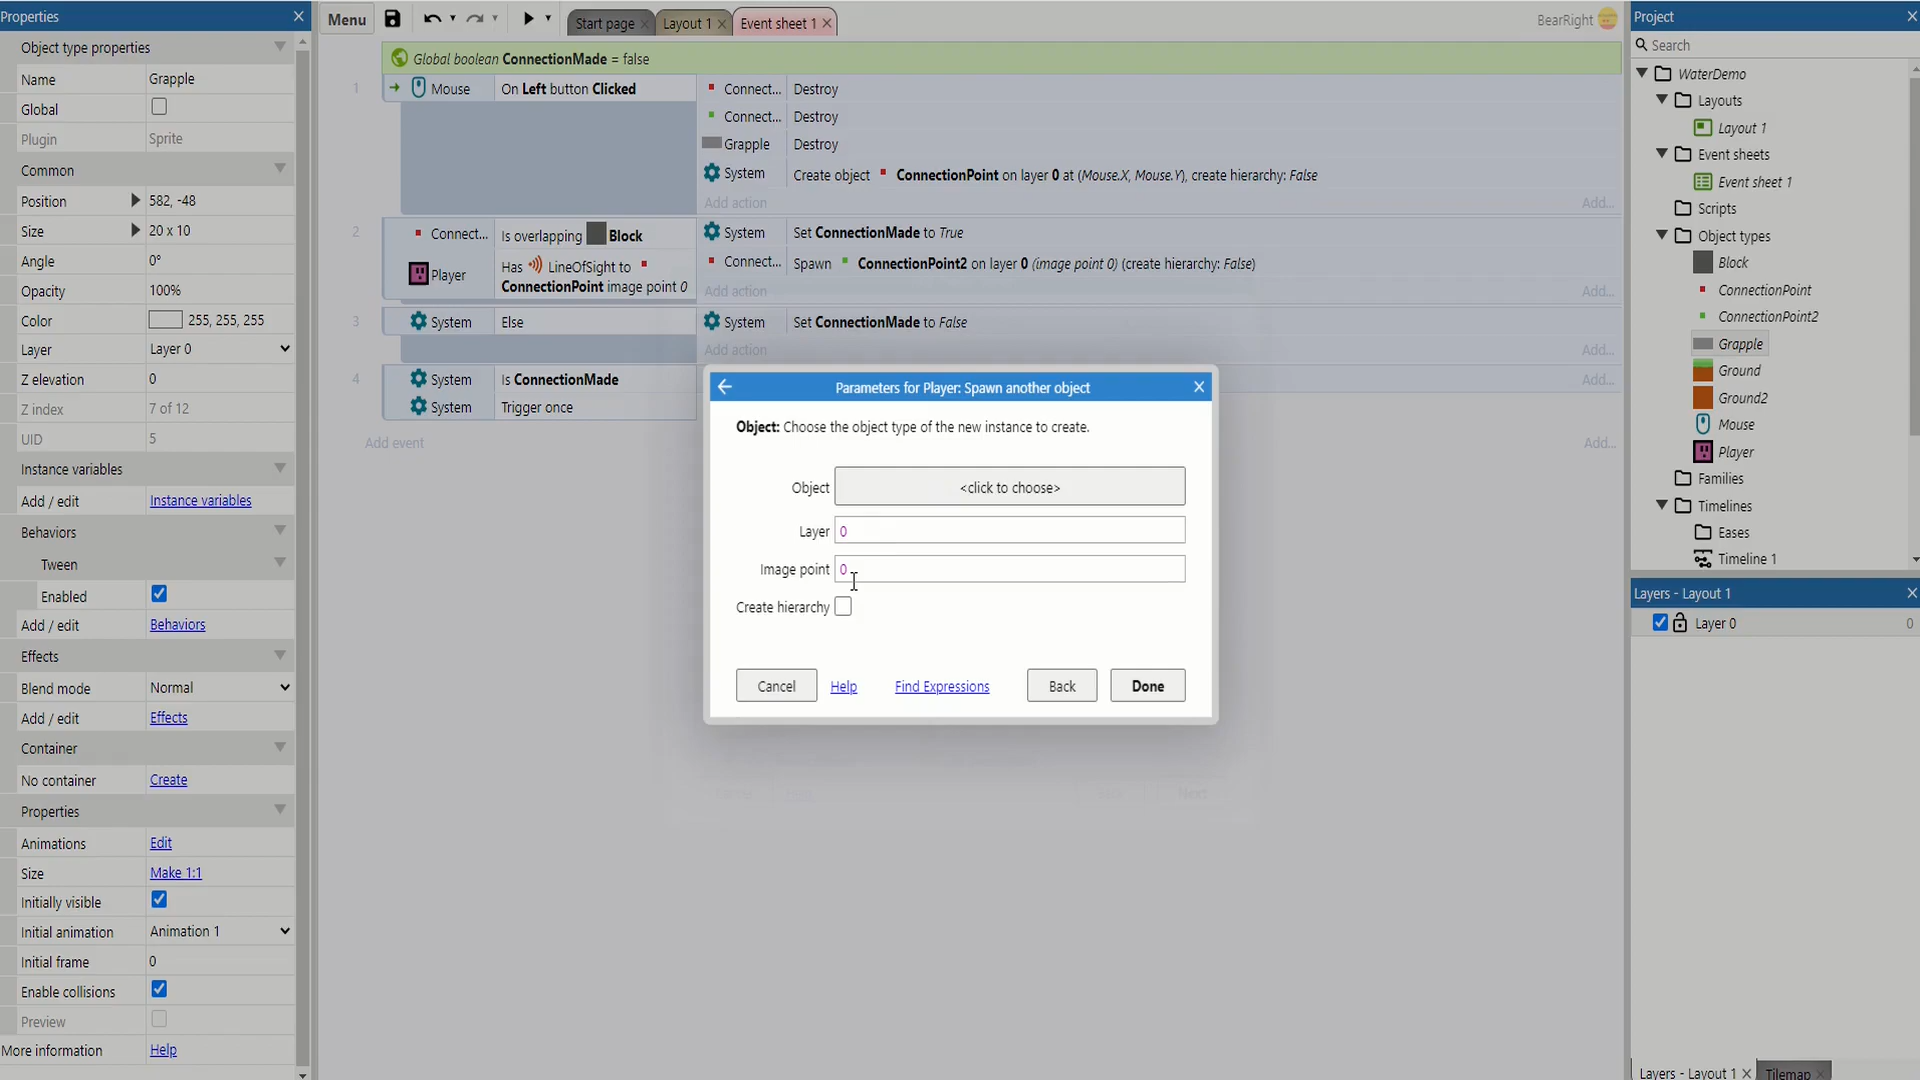 Properties
Object type properties
Name Grapple
Global
Plugin Sprite
Common
Position 582, -48
Size 20 x 10
Angle 0°
Opacity 100%
Color 255, 255, 255
Layer Layer 0
Z elevation 0
Z index 7 of 12
UID 5
Instance variables
Add / edit Instance variables
Behaviors
Tween
Enabled
Add / edit Behaviors
Effects
Blend mode Normal
Add / edit Effects
Container
No container Create
Properties
Animations Edit
Size Make 1:1
Initially visible
Initial animation Animation 1
Initial frame 0
Enable collisions
Preview
More information Help
Menu
Start page Layout 1 Event sheet 1
BearRight
Global boolean ConnectionMade = false
1 Mouse On Left button Clicked
Connect... Destroy
Connect... Destroy
Grapple Destroy
System Create object ConnectionPoint on layer 0 at (Mouse.X, Mouse.Y), create hierarchy: False
Add action Add...
2 Connect... Is overlapping Block
Player Has LineOfSight to
ConnectionPoint image point 0
System Set ConnectionMade to True
Connect... Spawn ConnectionPoint2 on layer 0 (image point 0) (create hierarchy: False)
Add action Add...
3 System Else
System Set ConnectionMade to False
Add action Add...
4 System Is ConnectionMade
System Trigger once
Add...
Add event Add...
Parameters for Player: Spawn another object
Object: Choose the object type of the new instance to create.
Object <click to choose>
Layer 0
Image point 0
Create hierarchy
Cancel Help Find Expressions Back Done
Cancel Help Back Next
Project
Search
WaterDemo
Layouts
Layout 1
Event sheets
Event sheet 1
Scripts
Object types
Block
ConnectionPoint
ConnectionPoint2
Grapple
Ground
Ground2
Mouse
Player
Families
Timelines
Eases
Timeline 1
Layers - Layout 1
Layer 0 0
Layers - Layout 1 Tilemap